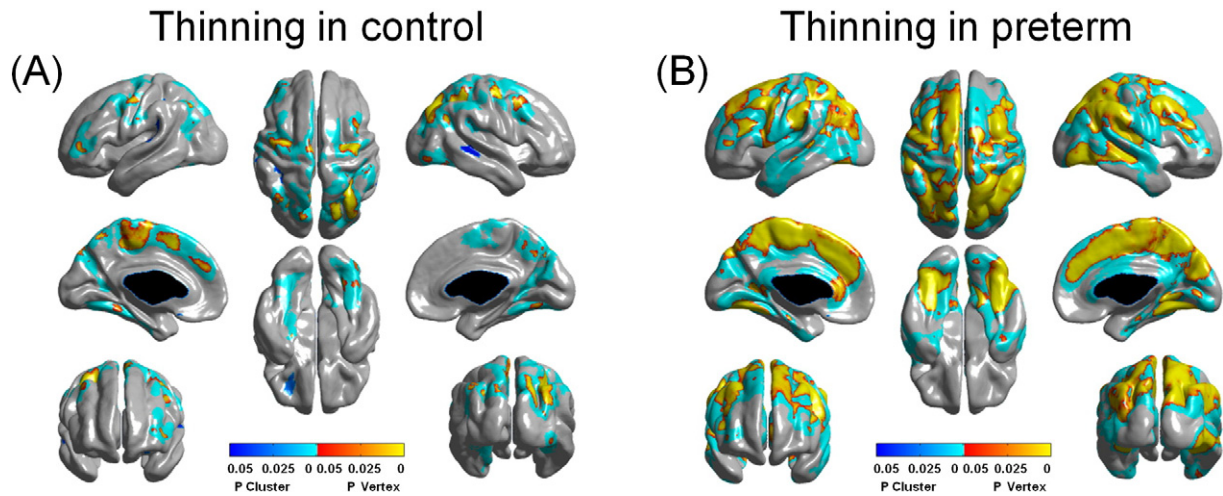 Thinning in control
Thinning in preterm
(A)
(B)
0.05 0.025 0 0.05 0.025 0
P Cluster P Vertex
0.05 0.025 0 0.05 0.025 0
P Cluster P Vertex